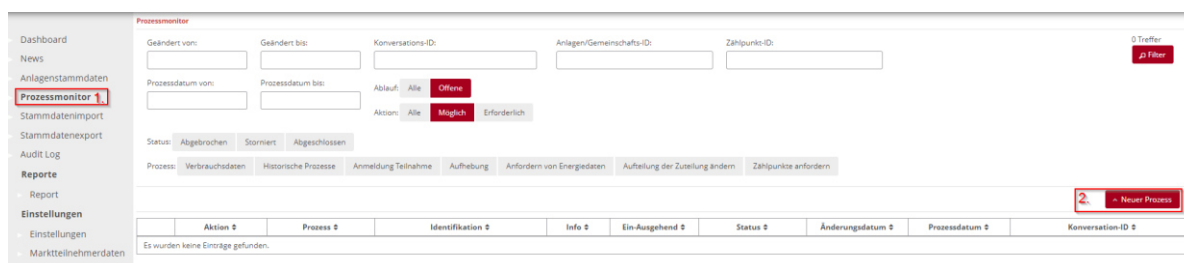 Prozessmonitor
Dashboard
News
Anlagenstammdaten
Prozessmonitor 1.
Stammdatenimport
Stammdatenexport
Audit Log
Reporte
Report
Einstellungen
Einstellungen
Marktteilnehmerdaten
Geändert von: Geändert bis: Konversations-ID: Anlagen/Gemeinschafts-ID: Zählpunkt-ID:
0 Treffer
Filter
Prozessdatum von: Prozessdatum bis: Ablauf: Alle Offene
Aktion: Alle Möglich Erforderlich
Status: Abgebrochen Storniert Abgeschlossen
Prozess: Verbrauchsdaten Historische Prozesse Anmeldung Teilnahme Aufhebung Anfordern von Energiedaten Aufteilung der Zuteilung ändern Zählpunkte anfordern
2. Neuer Prozess
Aktion Prozess Identifikation Info Ein-Ausgehend Status Änderungsdatum Prozessdatum Konversation-ID
Es wurden keine Einträge gefunden.